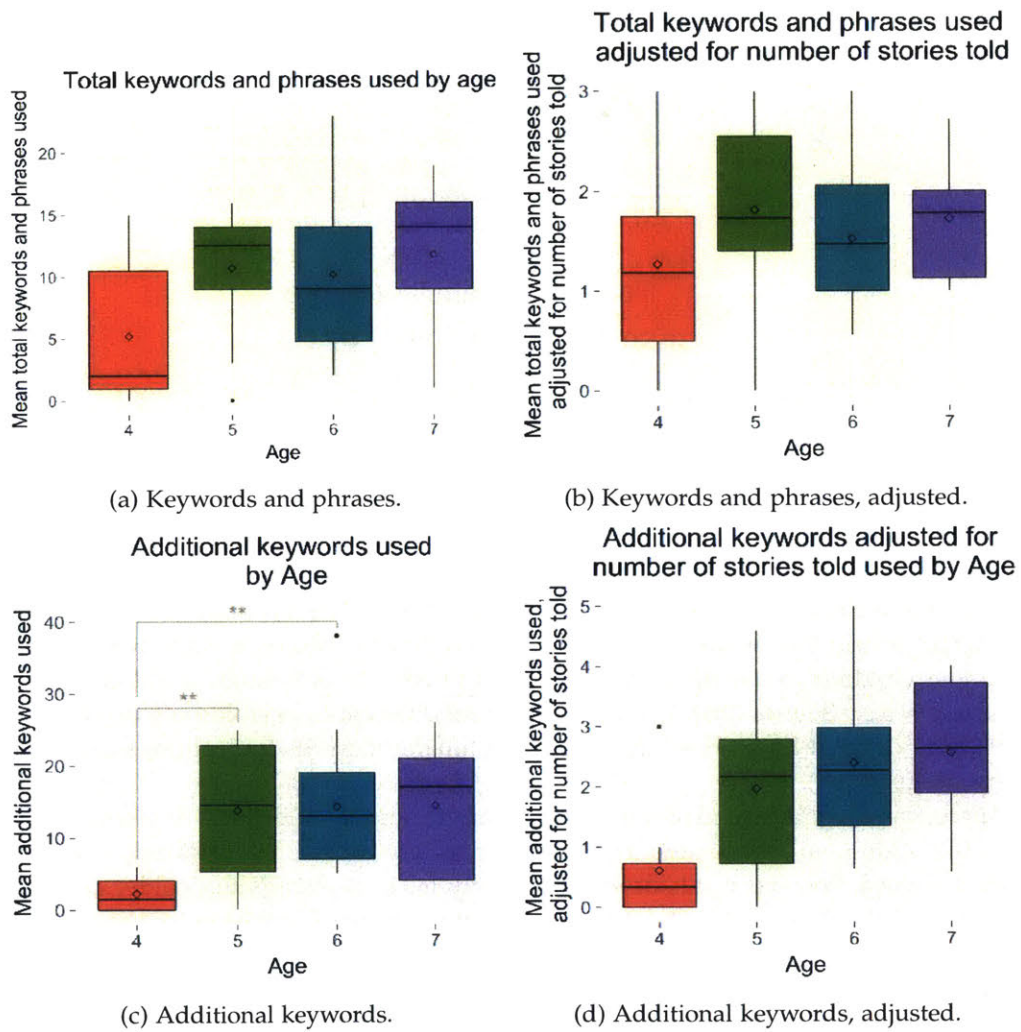 Total keywords and phrases used by age
Mean total keywords and phrases used
20
15
10
5
0
4 5 6 7
Age
(a) Keywords and phrases.
Total keywords and phrases used
adjusted for number of stories told
Mean total keywords and phrases used
adjusted for number of stories told
3
2
1
0
4 5 6 7
Age
(b) Keywords and phrases, adjusted.
Additional keywords used
by Age
Mean additional keywords used
40
30
20
10
0
**
**
4 5 6 7
Age
(c) Additional keywords.
Additional keywords adjusted for
number of stories told used by Age
Mean additional keywords used,
adjusted for number of stories told
5
4
3
2
1
0
4 5 6 7
Age
(d) Additional keywords, adjusted.